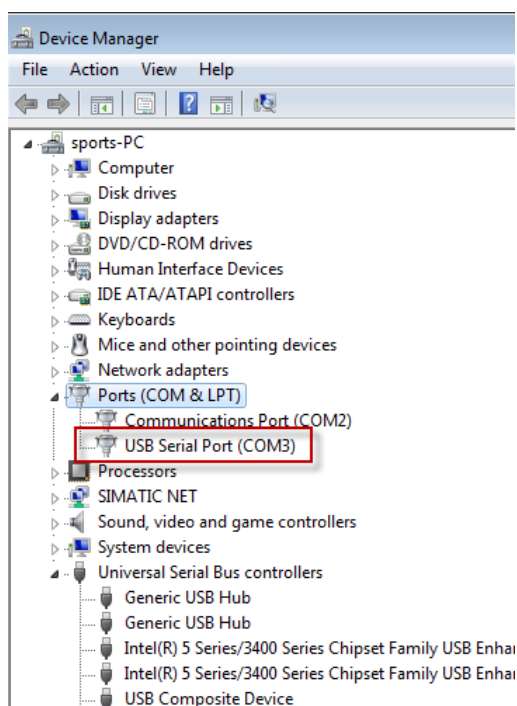 Device Manager
File Action View Help
sports-PC
Computer
Disk drives
Display adapters
DVD/CD-ROM drives
Human Interface Devices
IDE ATA/ATAPI controllers
Keyboards
Mice and other pointing devices
Network adapters
Ports (COM & LPT)
Communications Port (COM2)
USB Serial Port (COM3)
Processors
SIMATIC NET
Sound, video and game controllers
System devices
Universal Serial Bus controllers
Generic USB Hub
Generic USB Hub
Intel(R) 5 Series/3400 Series Chipset Family USB Enhar
Intel(R) 5 Series/3400 Series Chipset Family USB Enhar
USB Composite Device